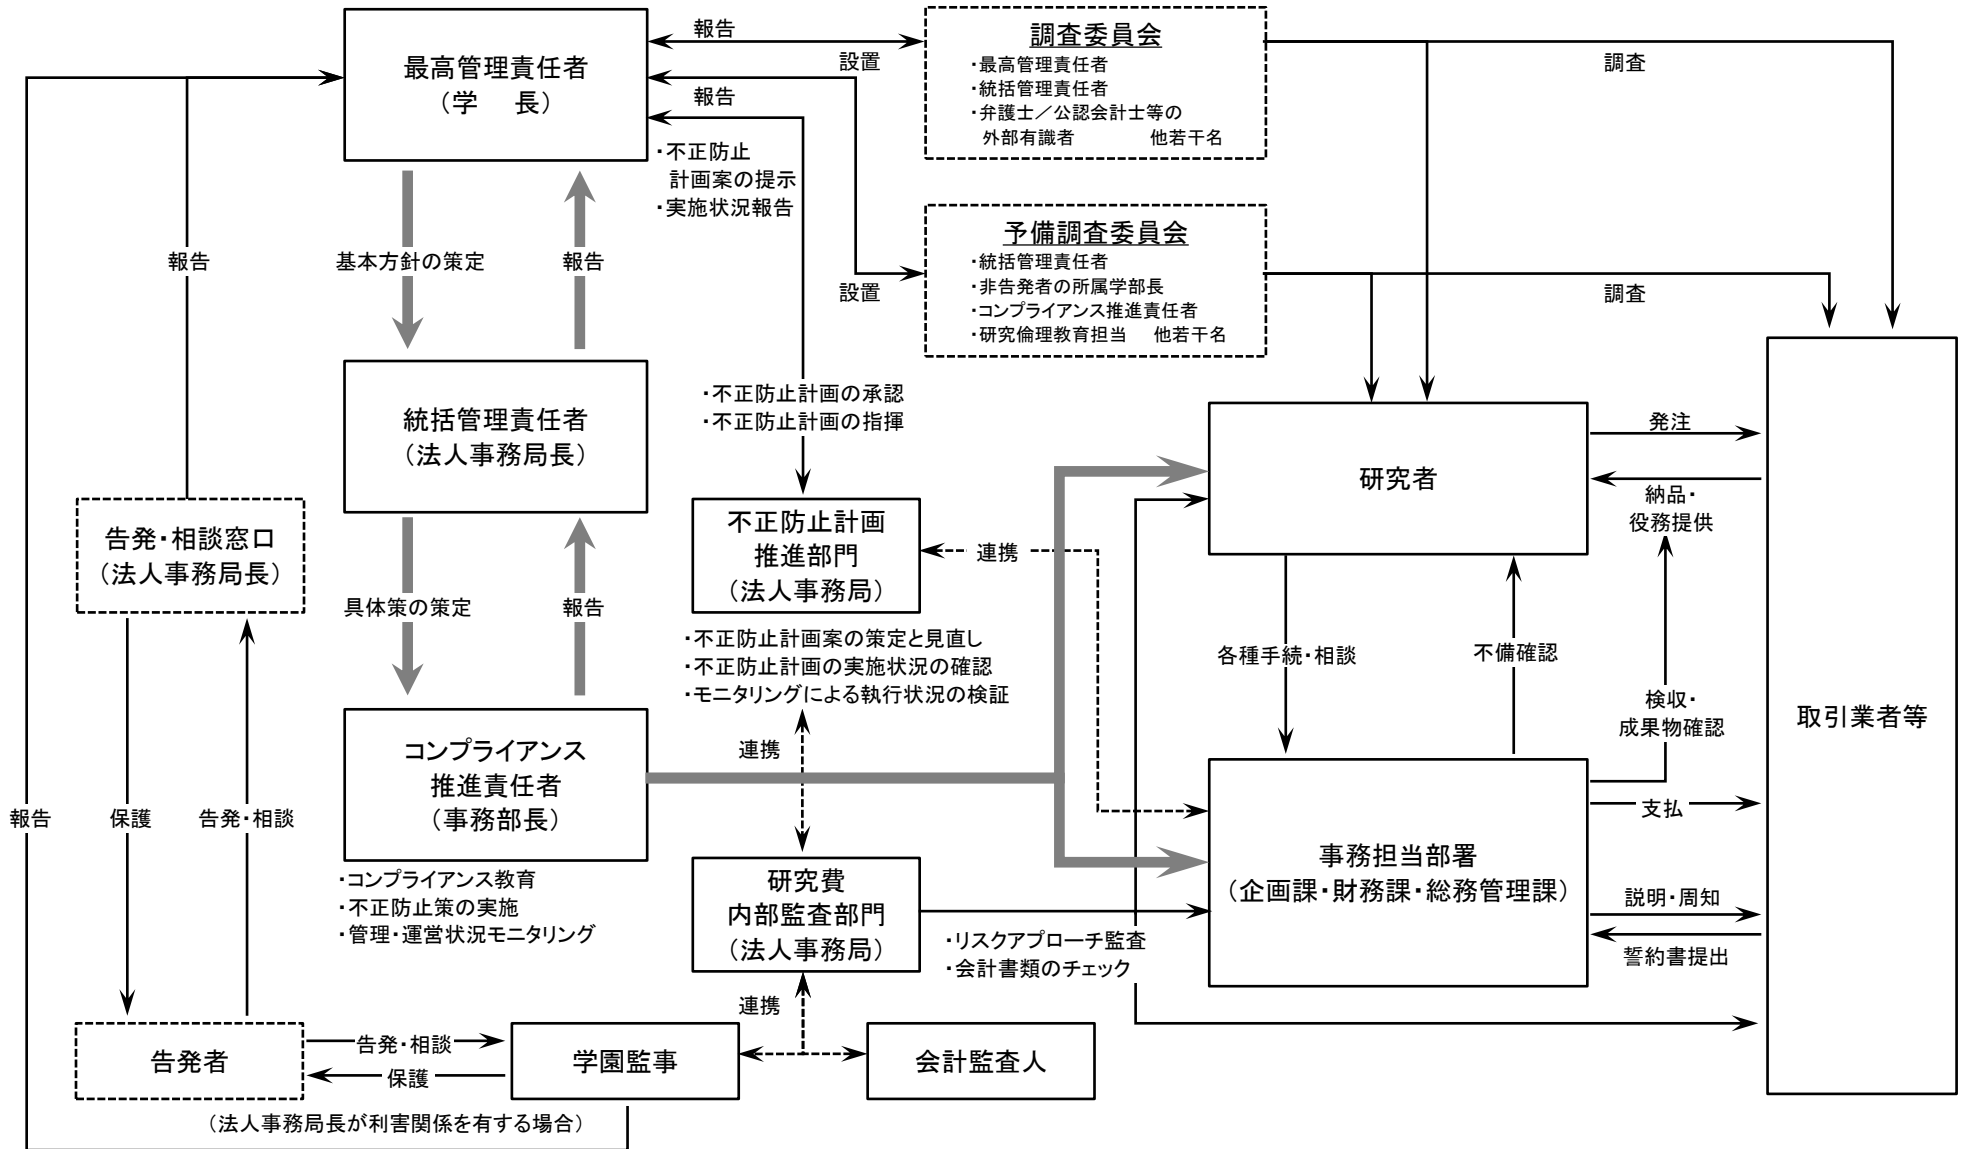 最高管理責任者
（学　長）
報告
設置
報告
・不正防止
計画案の提示
・実施状況報告
設置
調査委員会
・最高管理責任者
・統括管理責任者
・弁護士／公認会計士等の
外部有識者　他若干名
調査
予備調査委員会
・統括管理責任者
・非告発者の所属学部長
・コンプライアンス推進責任者
・研究倫理教育担当　他若干名
調査
報告
基本方針の策定
報告
統括管理責任者
（法人事務局長）
・不正防止計画の承認
・不正防止計画の指揮
告発・相談窓口
（法人事務局長）
具体策の策定
報告
不正防止計画
推進部門
（法人事務局）
連携
・不正防止計画案の策定と見直し
・不正防止計画の実施状況の確認
・モニタリングによる執行状況の検証
連携
研究者
発注
納品・
役務提供
各種手続・相談
不備確認
検収・
成果物確認
支払
取引業者等
コンプライアンス
推進責任者
（事務部長）
・コンプライアンス教育
・不正防止策の実施
・管理・運営状況モニタリング
報告
保護
告発・相談
研究費
内部監査部門
（法人事務局）
・リスクアプローチ監査
・会計書類のチェック
事務担当部署
（企画課・財務課・総務管理課）
説明・周知
誓約書提出
連携
告発者
告発・相談
保護
学園監事
会計監査人
（法人事務局長が利害関係を有する場合）